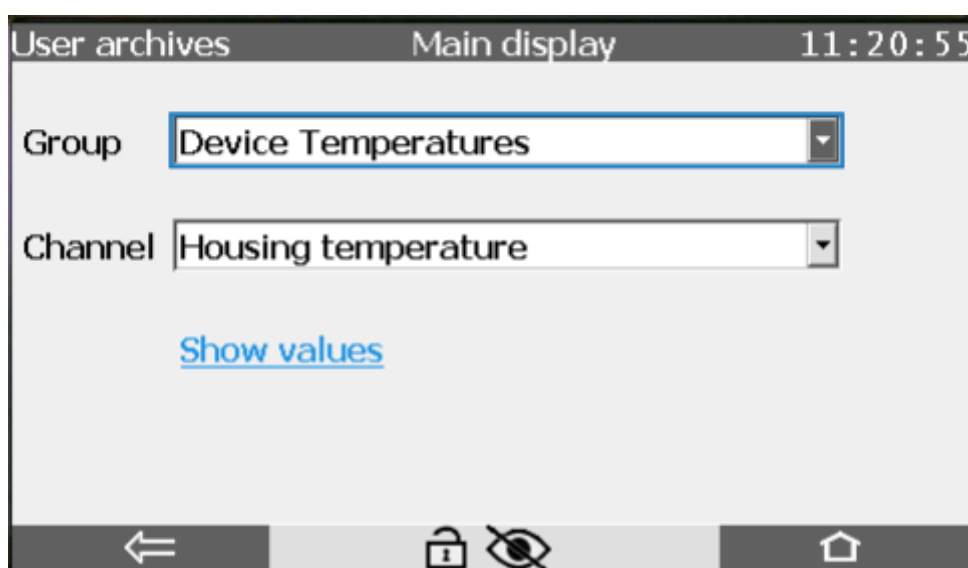 User archives Main display 11:20:55
Group Device Temperatures
Channel Housing temperature
Show values